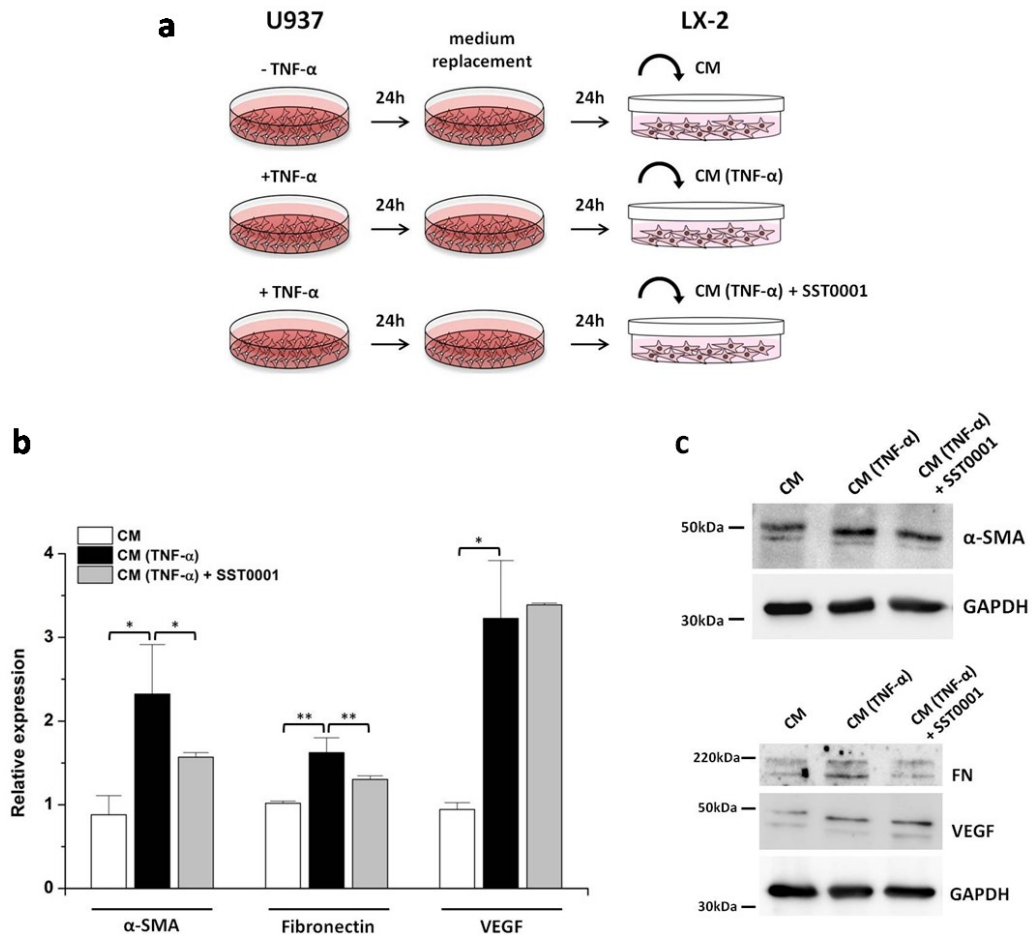 a
U937
LX-2
medium
replacement
- TNF-α
24h
24h
CM
+TNF-α
24h
24h
CM (TNF-α)
+ TNF-α
24h
24h
CM (TNF-α) + SST0001
b
CM
CM (TNF-α)
CM (TNF-α) + SST0001
Relative expression
4
3
2
1
0
*
*
**
**
*
α-SMA
Fibronectin
VEGF
c
CM
CM (TNF-α)
CM (TNF-α)
+ SST0001
50kDa
α-SMA
GAPDH
30kDa
CM
CM (TNF-α)
CM (TNF-α)
+ SST0001
220kDa
FN
50kDa
VEGF
GAPDH
30kDa